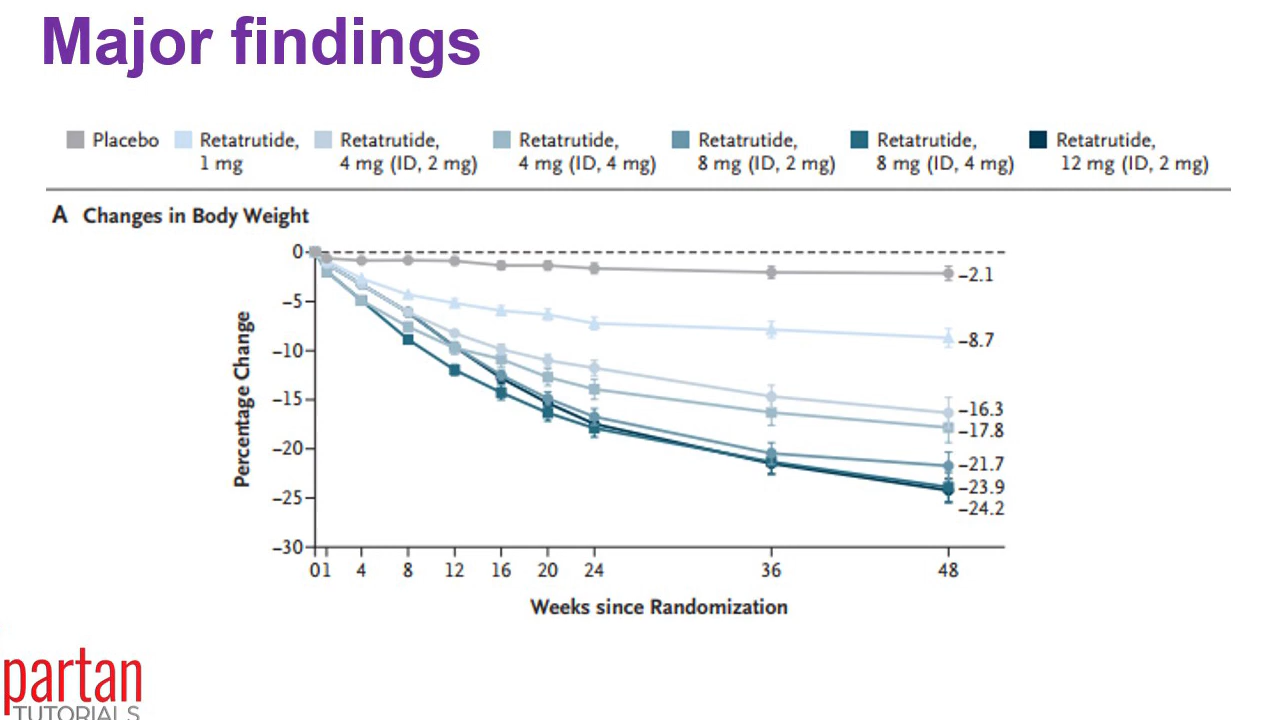 Major findings
Placebo
Retatrutide,
1 mg
Retatrutide,
4 mg (ID, 2 mg)
Retatrutide,
4 mg (ID, 4 mg)
Retatrutide,
8 mg (ID, 2 mg)
Retatrutide,
8 mg (ID, 4 mg)
Retatrutide,
12 mg (ID, 2 mg)
A Changes in Body Weight
Percentage Change
0
−5
−10
−15
−20
−25
−30
−2.1
−8.7
−16.3
−17.8
−21.7
−23.9
−24.2
0 1 4 8 12 16 20 24 36 48
Weeks since Randomization
partan
TUTORIALS